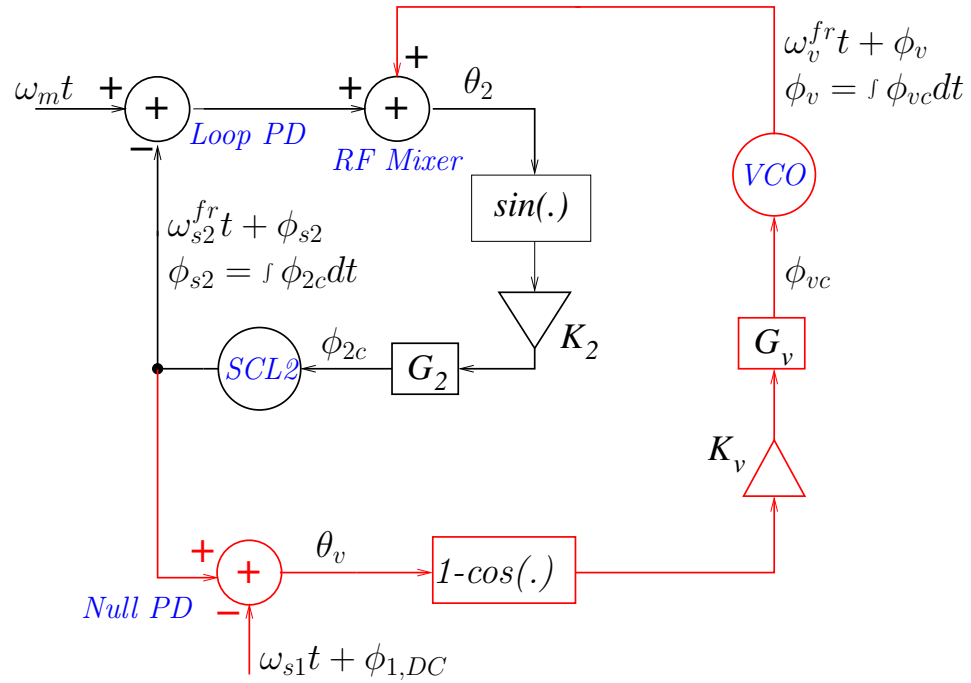 ω_m t
+
+
−
Loop PD
+
+
+
RF Mixer
θ_2
ω_v^{fr} t + ϕ_v
ϕ_v = ∫ ϕ_{vc} dt
VCO
sin(.)
ω_{s2}^{fr} t + ϕ_{s2}
ϕ_{s2} = ∫ ϕ_{2c} dt
ϕ_{vc}
K_2
G_v
SCL2
ϕ_{2c}
G_2
K_v
+
+
−
Null PD
θ_v
1-cos(.)
ω_{s1} t + ϕ_{1,DC}